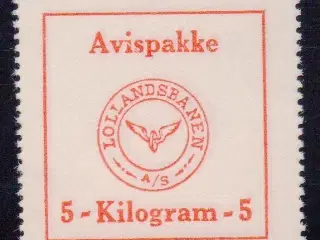 Avispakke
LOLLANDSBANEN
A/S
5 - Kilogram - 5